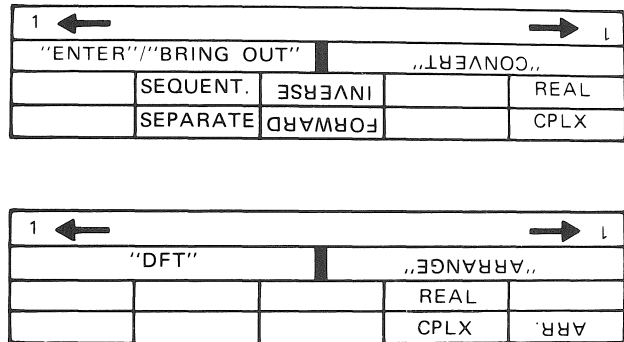 1 1
"ENTER"/"BRING OUT" "CONVERT"
SEQUENT. INVERSE REAL
SEPARATE FORWARD CPLX
1 1
"DFT" "ARRANGE"
REAL
CPLX ARR.